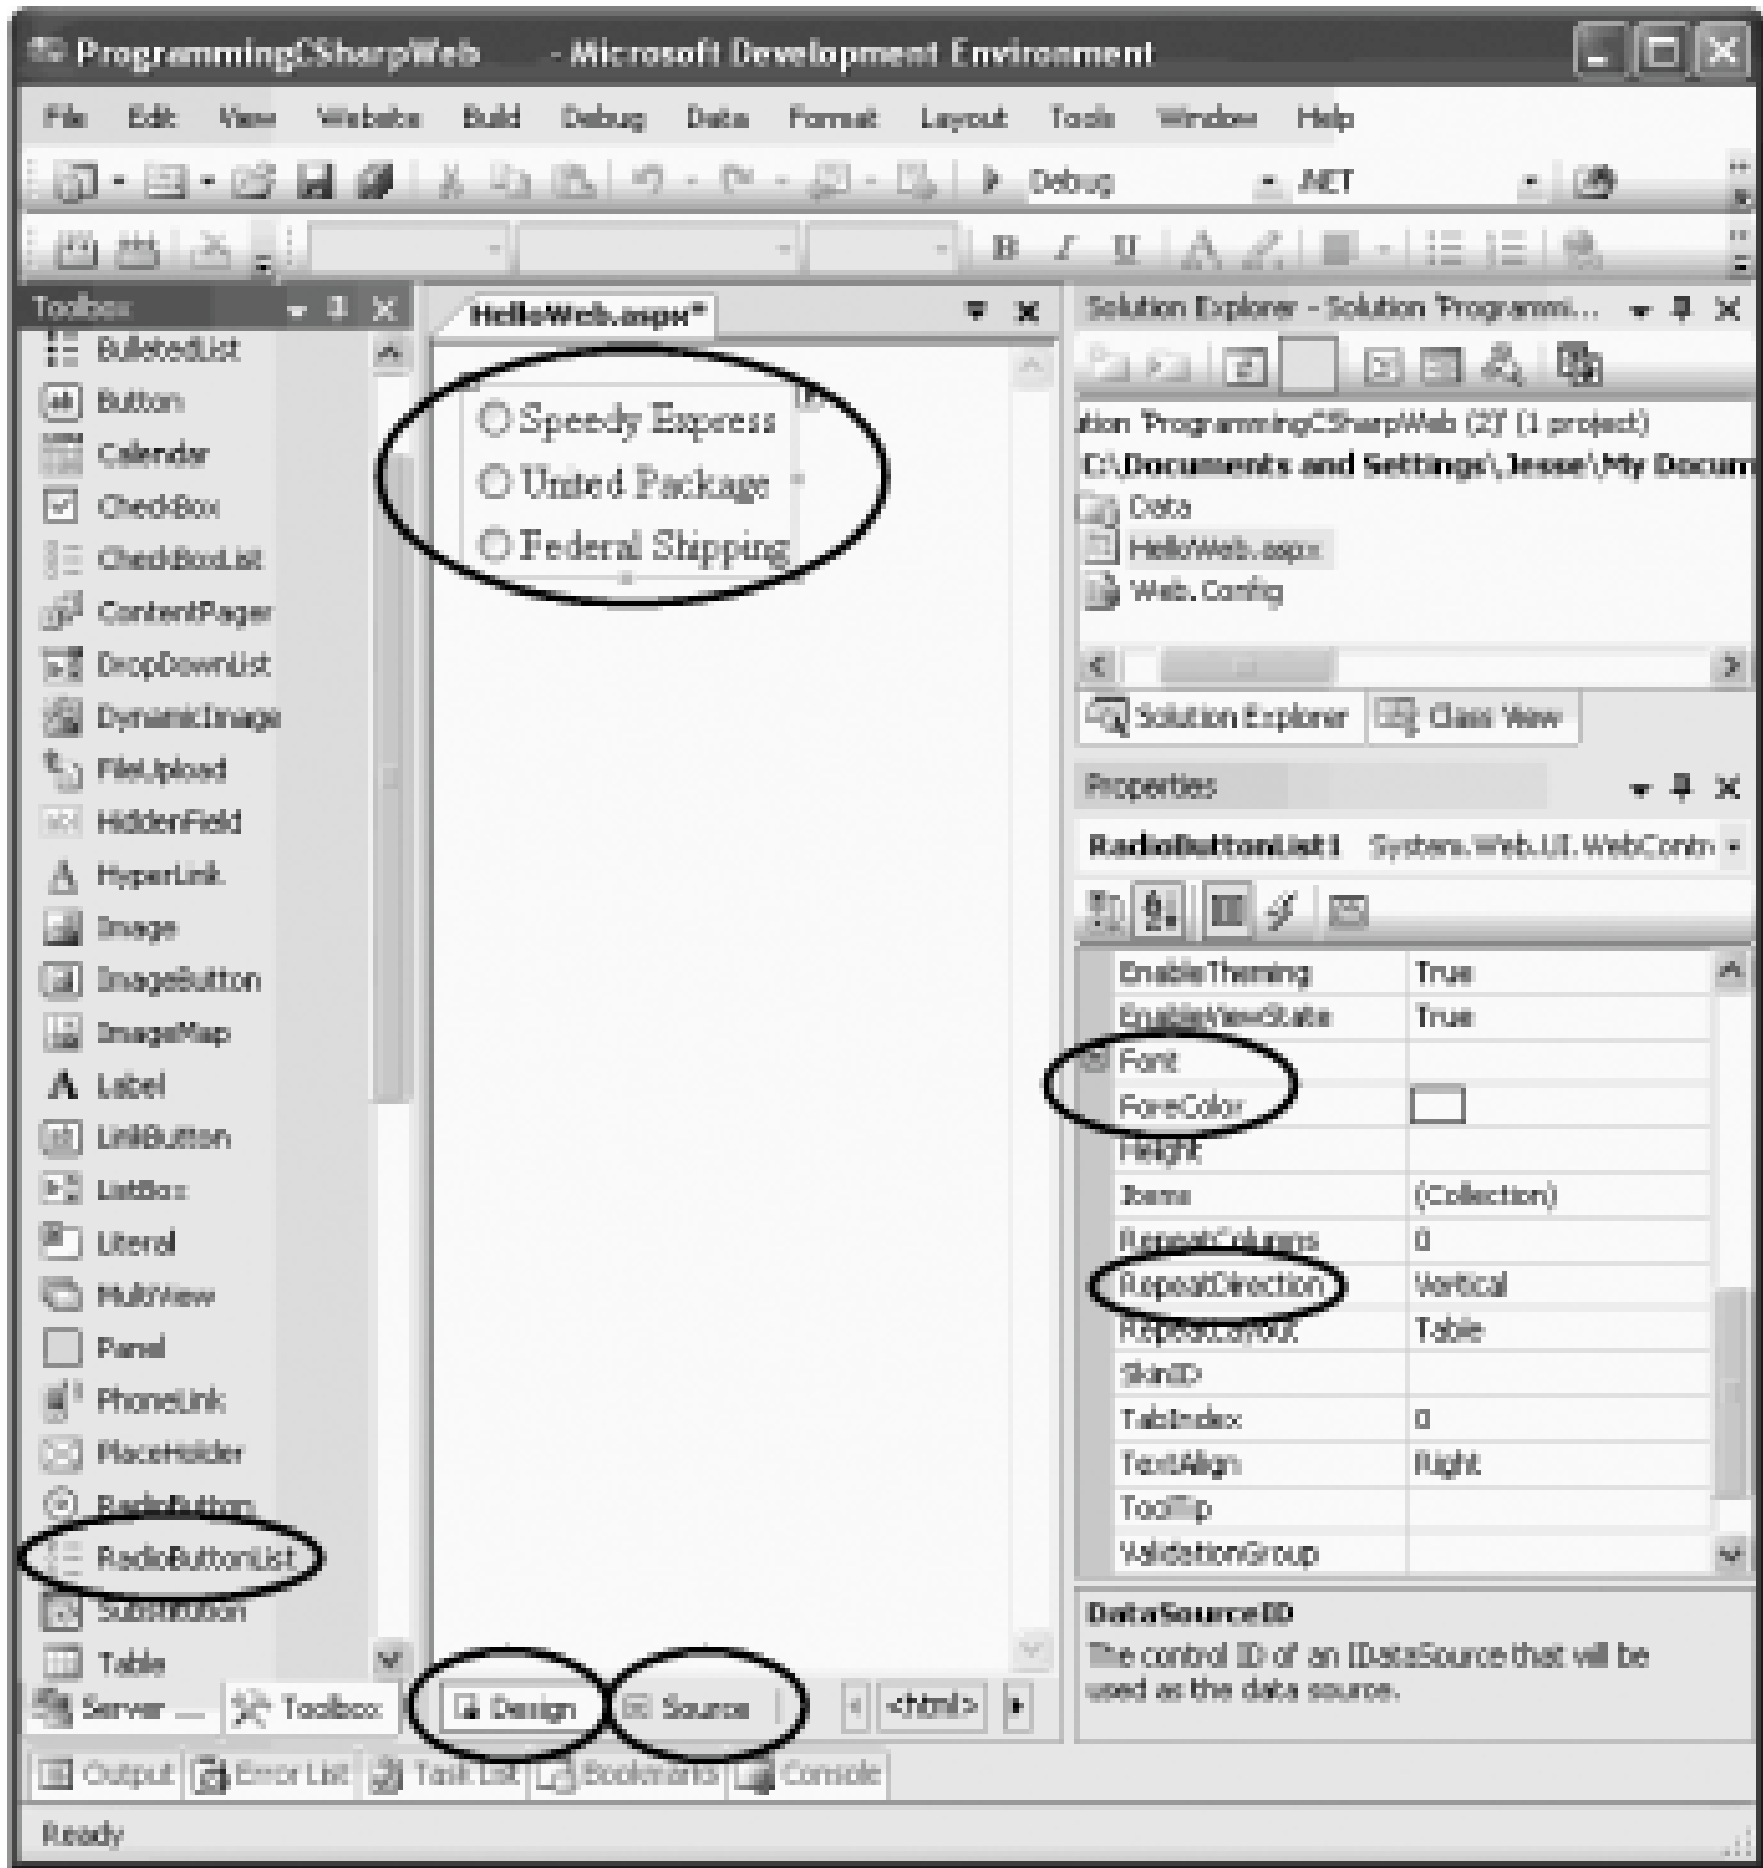 ProgrammingCSharpWeb - Microsoft Development Environment
File Edit View Website Build Debug Data Format Layout Tools Window Help
Debug .NET
B I U A
Toolbox
BulletedList
Button
Calendar
CheckBox
CheckBoxList
ContentPager
DropDownList
DynamicImage
FileUpload
HiddenField
HyperLink
Image
ImageButton
ImageMap
A Label
LinkButton
ListBox
Literal
MultiView
Panel
PhoneLink
PlaceHolder
RadioButton
RadioButtonList
Substitution
Table
Server ... Toolbox
HelloWeb.aspx*
Speedy Express
United Package
Federal Shipping
Design Source <html>
Solution Explorer - Solution 'Programmi...
ution 'ProgrammingCSharpWeb (2)' (1 project)
C:\Documents and Settings\Jesse\My Docum
Data
HelloWeb.aspx
Web.Config
Solution Explorer Class View
Properties
RadioButtonList1 System.Web.UI.WebContr
EnableTheming True
EnableViewState True
Font
ForeColor
Height
Items (Collection)
RepeatColumns 0
RepeatDirection Vertical
RepeatLayout Table
SkinID
TabIndex 0
TextAlign Right
ToolTip
ValidationGroup
DataSourceID
The control ID of an IDataSource that will be
used as the data source.
Output Error List Task List Bookmarks Console
Ready